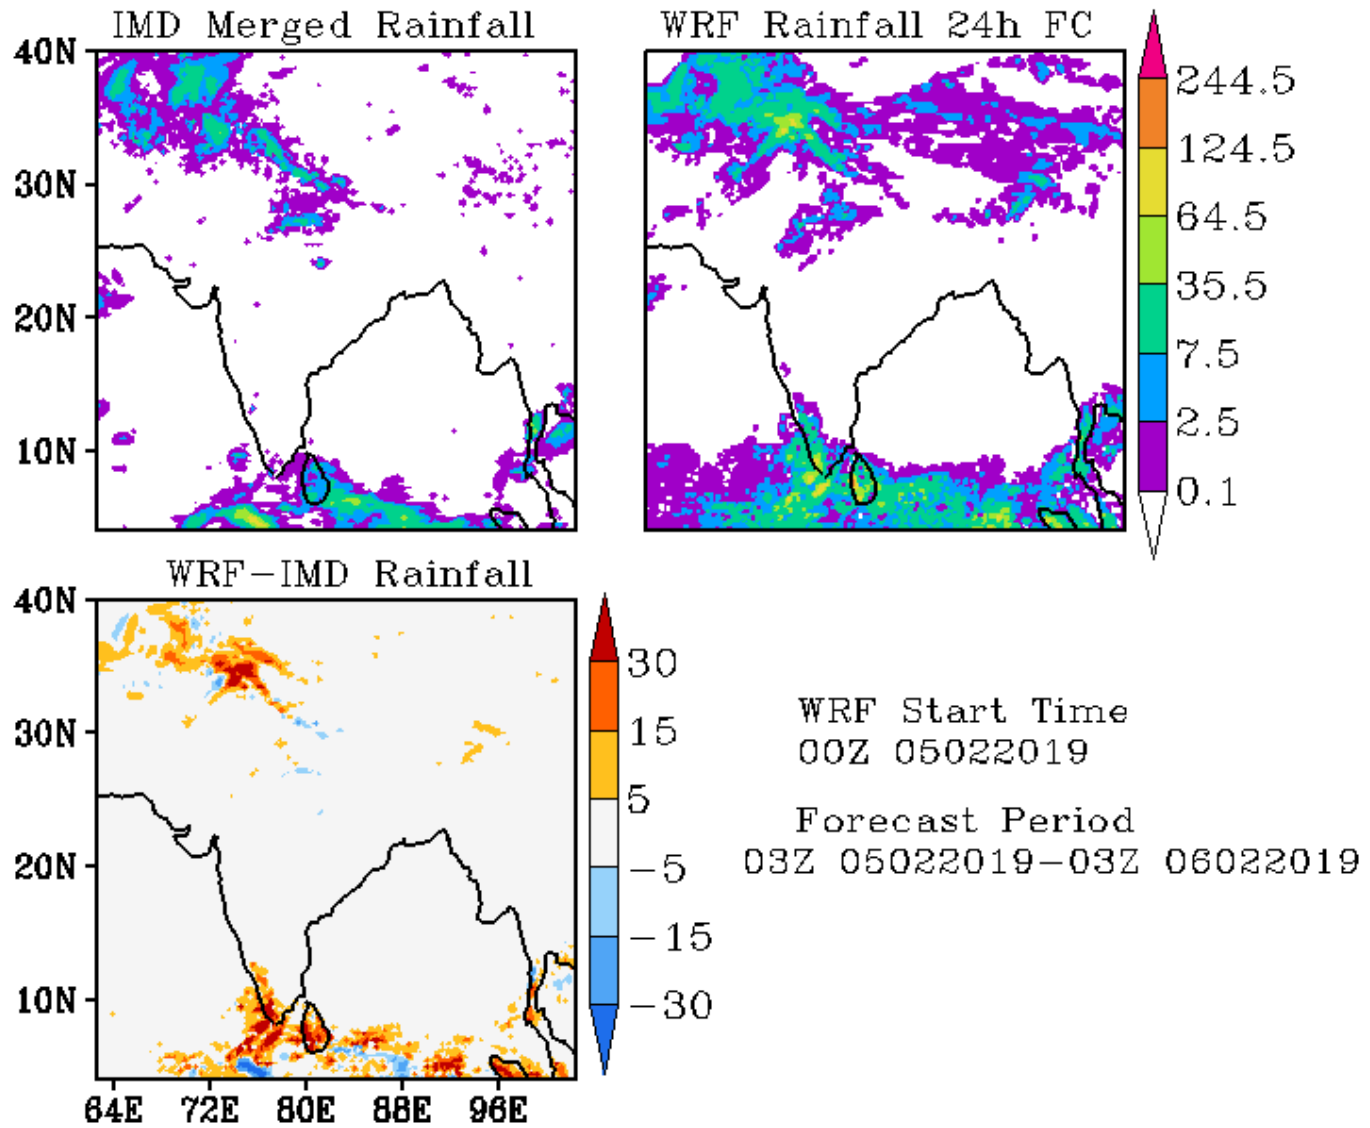 IMD Merged Rainfall
WRF Rainfall 24h FC
40N
30N
20N
10N
244.5
124.5
64.5
35.5
7.5
2.5
0.1
WRF-IMD Rainfall
40N
30N
20N
10N
64E 72E 80E 88E 96E
30
15
5
-5
-15
-30
WRF Start Time
00Z 05022019
Forecast Period
03Z 05022019-03Z 06022019